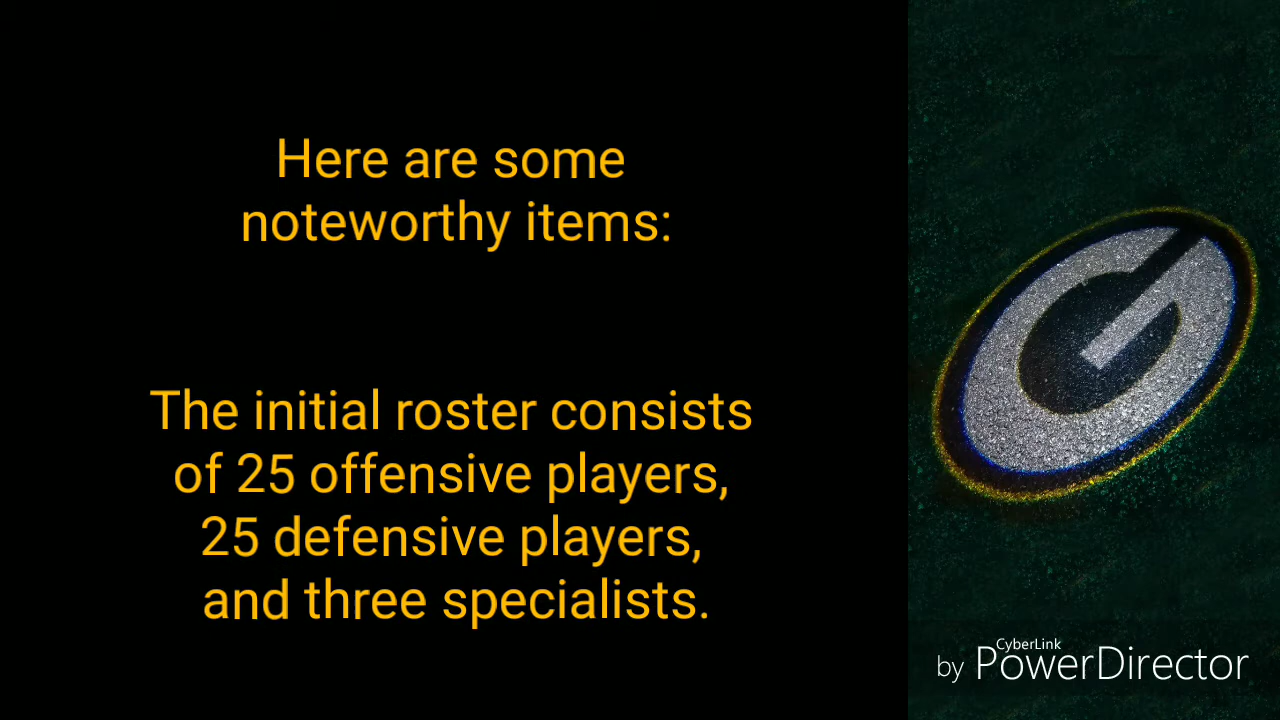 Here are some
noteworthy items:
The initial roster consists
of 25 offensive players,
25 defensive players,
and three specialists.
G
CyberLink
by PowerDirector